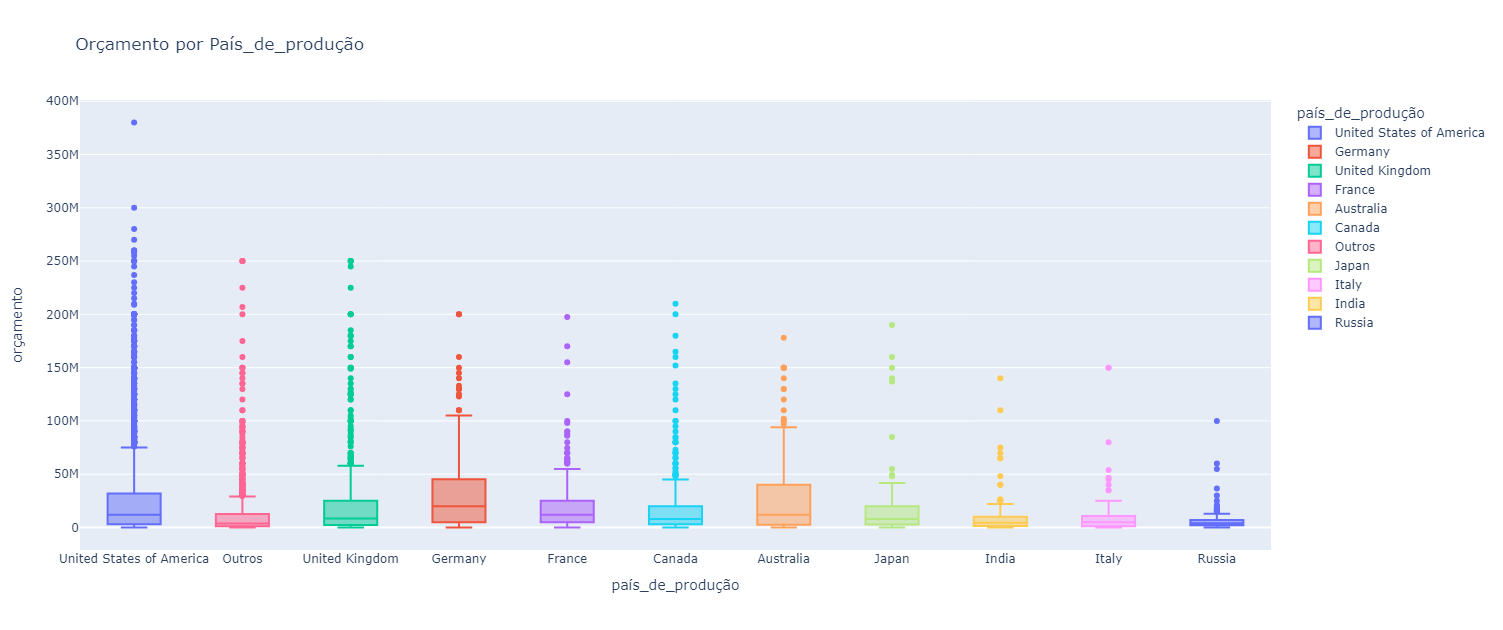 Orçamento por País_de_produção
400M
350M
300M
250M
200M
150M
100M
50M
0
orçamento
United States of America
Outros
United Kingdom
Germany
France
Canada
Australia
Japan
India
Italy
Russia
país_de_produção
país_de_produção
United States of America
Germany
United Kingdom
France
Australia
Canada
Outros
Japan
Italy
India
Russia